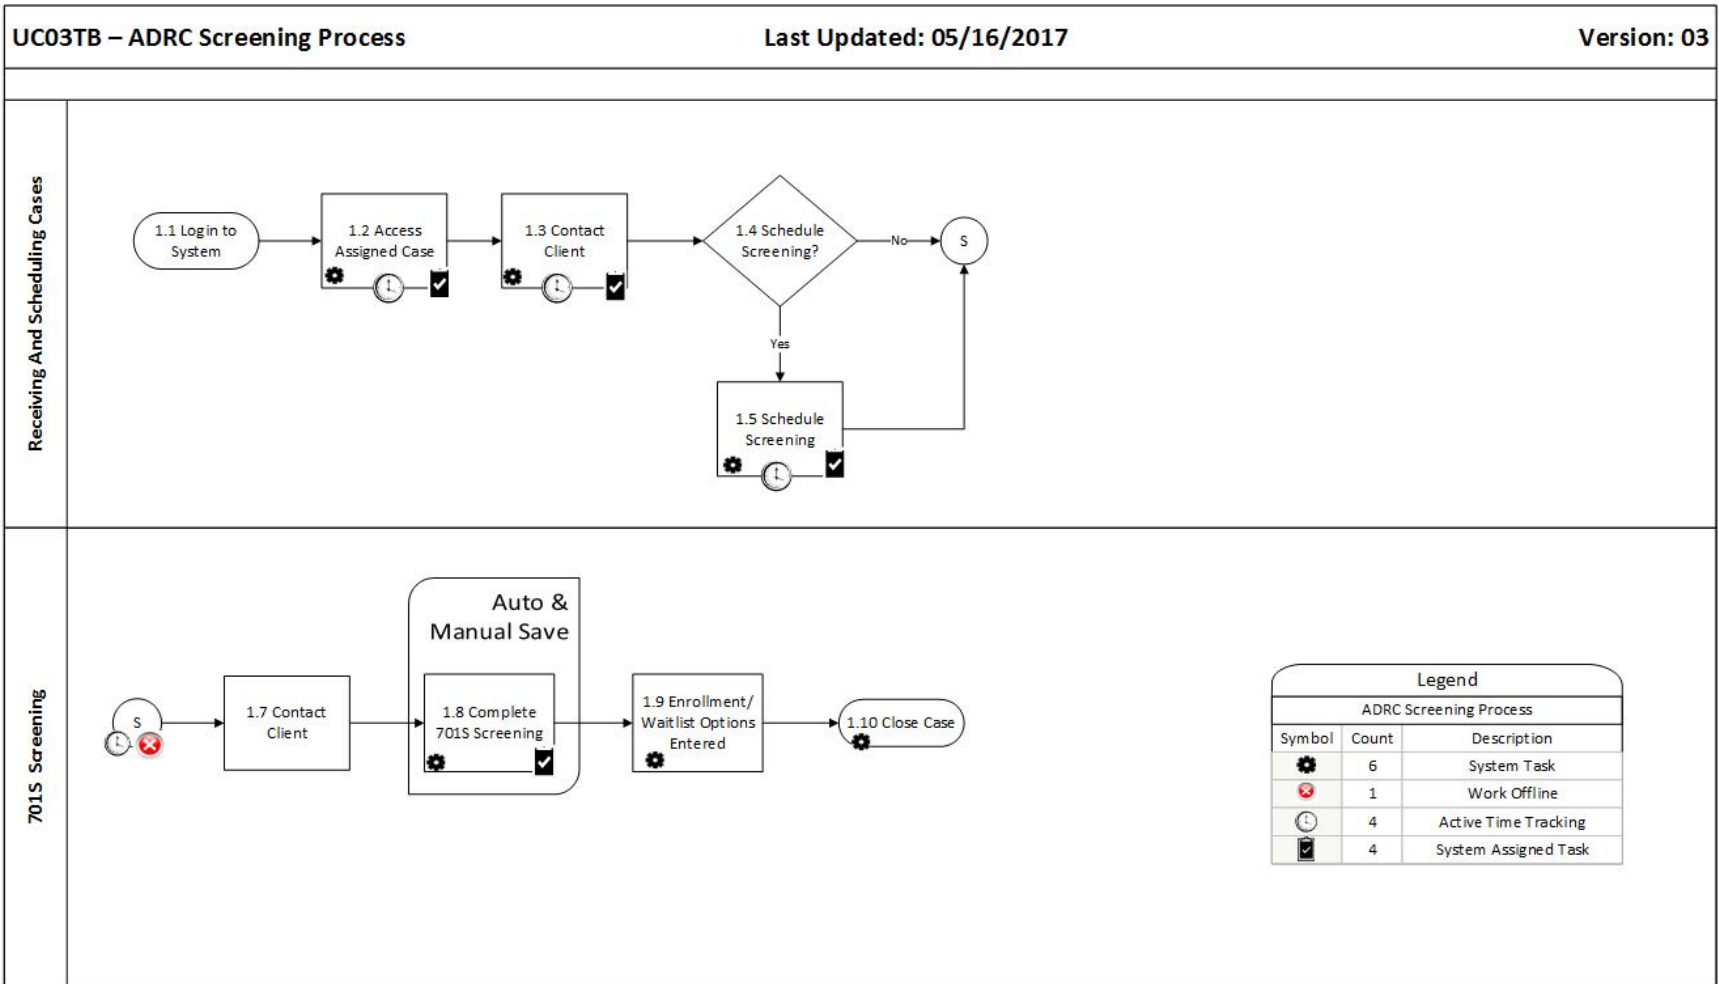 UC03TB – ADRC Screening Process
Last Updated: 05/16/2017
Version: 03
Receiving And Scheduling Cases
1.1 Login to
System
1.2 Access
Assigned Case
1.3 Contact
Client
1.4 Schedule
Screening?
No
S
Yes
1.5 Schedule
Screening
701S Screening
S
1.7 Contact
Client
Auto &
Manual Save
1.8 Complete
701S Screening
1.9 Enrollment/
Waitlist Options
Entered
1.10 Close Case
Legend
ADRC Screening Process
Symbol Count Description
6 System Task
1 Work Offline
4 Active Time Tracking
4 System Assigned Task